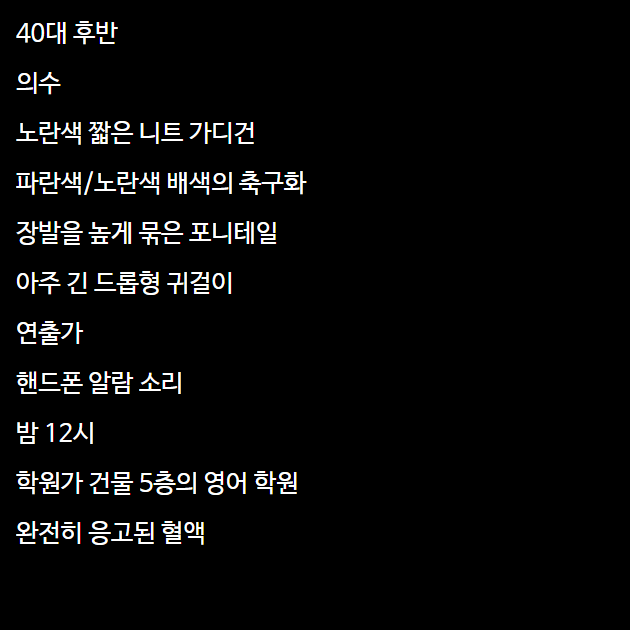 40대 후반
의수
노란색 짧은 니트 가디건
파란색/노란색 배색의 축구화
장발을 높게 묶은 포니테일
아주 긴 드롭형 귀걸이
연출가
핸드폰 알람 소리
밤 12시
학원가 건물 5층의 영어 학원
완전히 응고된 혈액